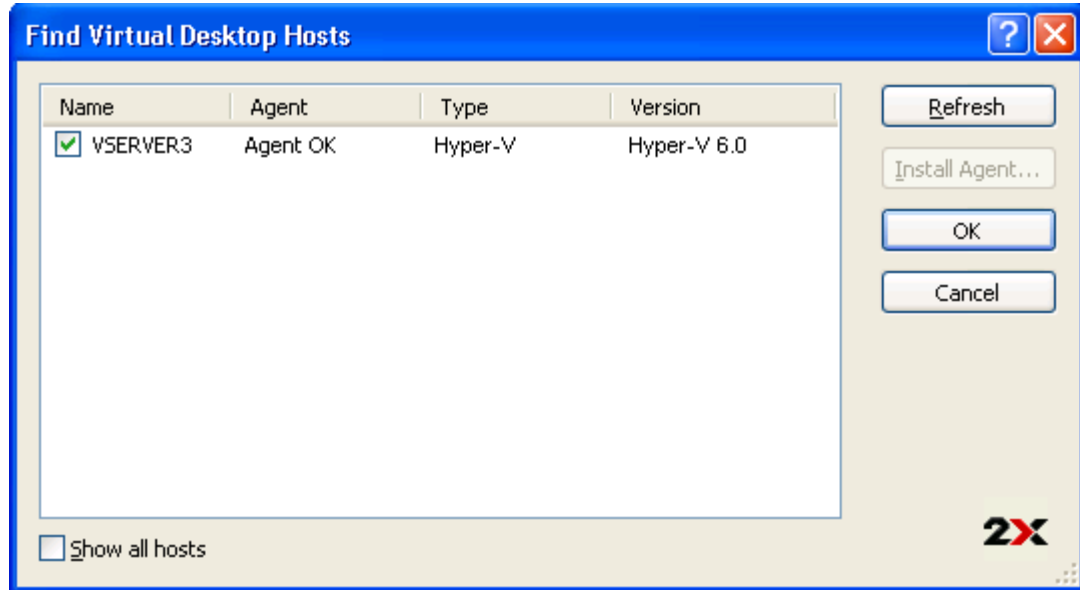 Find Virtual Desktop Hosts
Name Agent Type Version
VSERVER3 Agent OK Hyper-V Hyper-V 6.0
Refresh
Install Agent...
OK
Cancel
Show all hosts
2X